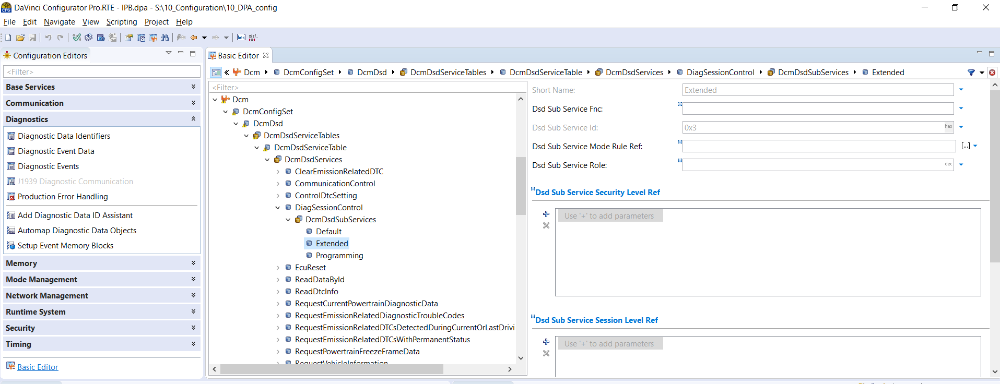 DaVinci Configurator Pro.RTE - IPB.dpa - S:\10_Configuration\10_DPA_config
File Edit Navigate View Scripting Project Help
Configuration Editors
<Filter>
Base Services
Communication
Diagnostics
Diagnostic Data Identifiers
Diagnostic Event Data
Diagnostic Events
J1939 Diagnostic Communication
Production Error Handling
Add Diagnostic Data ID Assistant
Automap Diagnostic Data Objects
Setup Event Memory Blocks
Memory
Mode Management
Network Management
Runtime System
Security
Timing
Basic Editor
Basic Editor
Dcm DcmConfigSet DcmDsd DcmDsdServiceTables DcmDsdServiceTable DcmDsdServices DiagSessionControl DcmDsdSubServices Extended
<Filter>
Dcm
DcmConfigSet
DcmDsd
DcmDsdServiceTables
DcmDsdServiceTable
DcmDsdServices
ClearEmissionRelatedDTC
CommunicationControl
ControlDtcSetting
DiagSessionControl
DcmDsdSubServices
Default
Extended
Programming
EcuReset
ReadDataById
ReadDtcInfo
RequestCurrentPowertrainDiagnosticData
RequestEmissionRelatedDiagnosticTroubleCodes
RequestEmissionRelatedDTCsDetectedDuringCurrentOrLastDrivi
RequestEmissionRelatedDTCsWithPermanentStatus
RequestPowertrainFreezeFrameData
RequestVehicleInformation
Short Name: Extended
Dsd Sub Service Fnc:
Dsd Sub Service Id: 0x3 hex
Dsd Sub Service Mode Rule Ref: [...]
Dsd Sub Service Role: dec
Dsd Sub Service Security Level Ref
Use '+' to add parameters
Dsd Sub Service Session Level Ref
Use '+' to add parameters